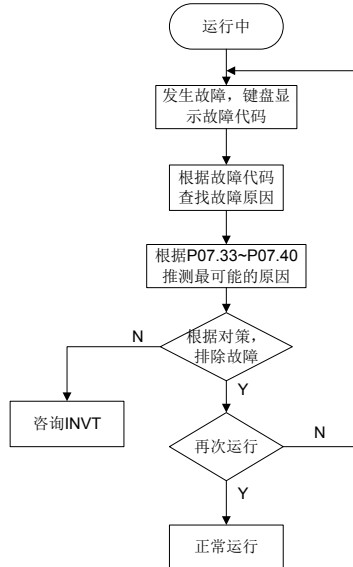 运行中
发生故障，键盘显
示故障代码
根据故障代码
查找故障原因
根据P07.33~P07.40
推测最可能的原因
根据对策，
排除故障
N
Y
咨询INVT
再次运行
N
Y
正常运行